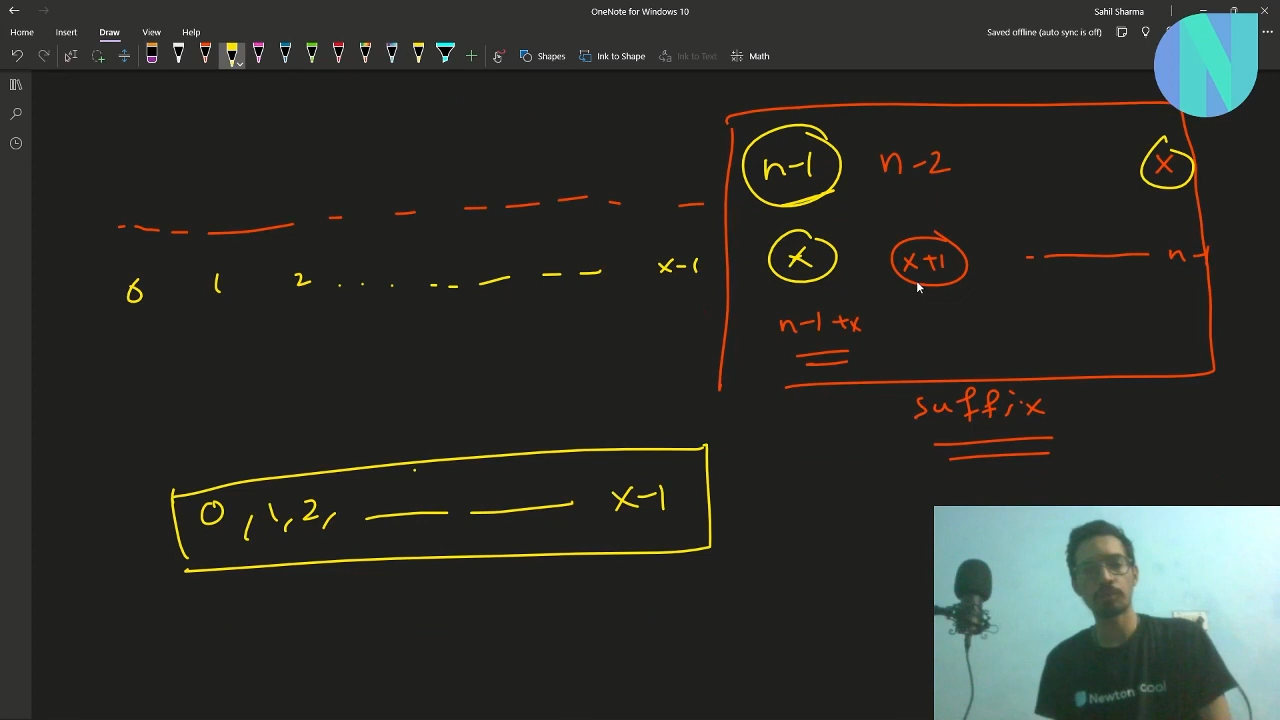 OneNote for Windows 10
Sahil Sharma
Home Insert Draw View Help
Saved offline (auto sync is off)
Shapes Ink to Shape Ink to Text Math
n-1 n-2 x
0 1 2 . . . . -- — -- x-1
x x+1 - — n-
n-1+x
suffix
0, 1, 2, — — x-1
Newton School